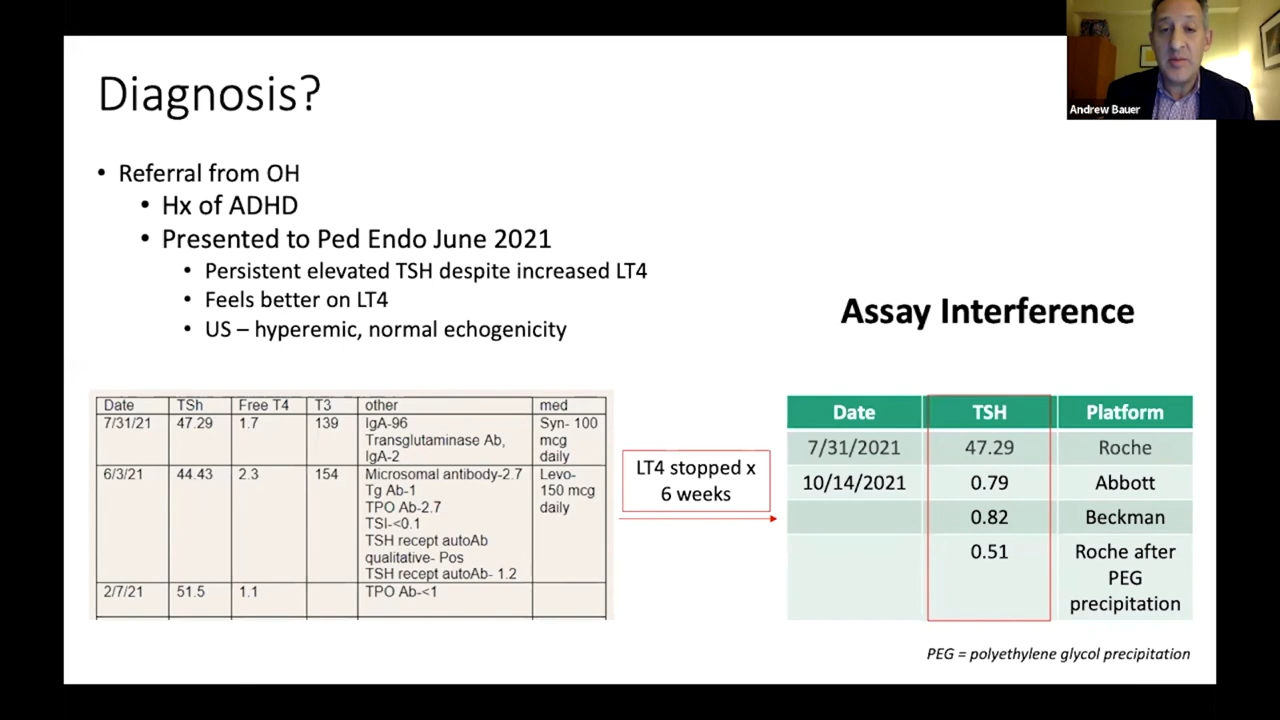 Diagnosis?
Andrew Bauer
• Referral from OH
• Hx of ADHD
• Presented to Ped Endo June 2021
• Persistent elevated TSH despite increased LT4
• Feels better on LT4
• US – hyperemic, normal echogenicity
Assay Interference
Date TSh Free T4 T3 other med
7/31/21 47.29 1.7 139 IgA-96 Syn- 100
Transglutaminase Ab, mcg
IgA-2 daily
6/3/21 44.43 2.3 154 Microsomal antibody-2.7 Levo-
Tg Ab-1 150 mcg
TPO Ab-2.7 daily
TSI-<0.1
TSH recept autoAb
qualitative- Pos
TSH recept autoAb- 1.2
2/7/21 51.5 1.1 TPO Ab-<1
LT4 stopped x
6 weeks
Date TSH Platform
7/31/2021 47.29 Roche
10/14/2021 0.79 Abbott
0.82 Beckman
0.51 Roche after
PEG
precipitation
PEG = polyethylene glycol precipitation